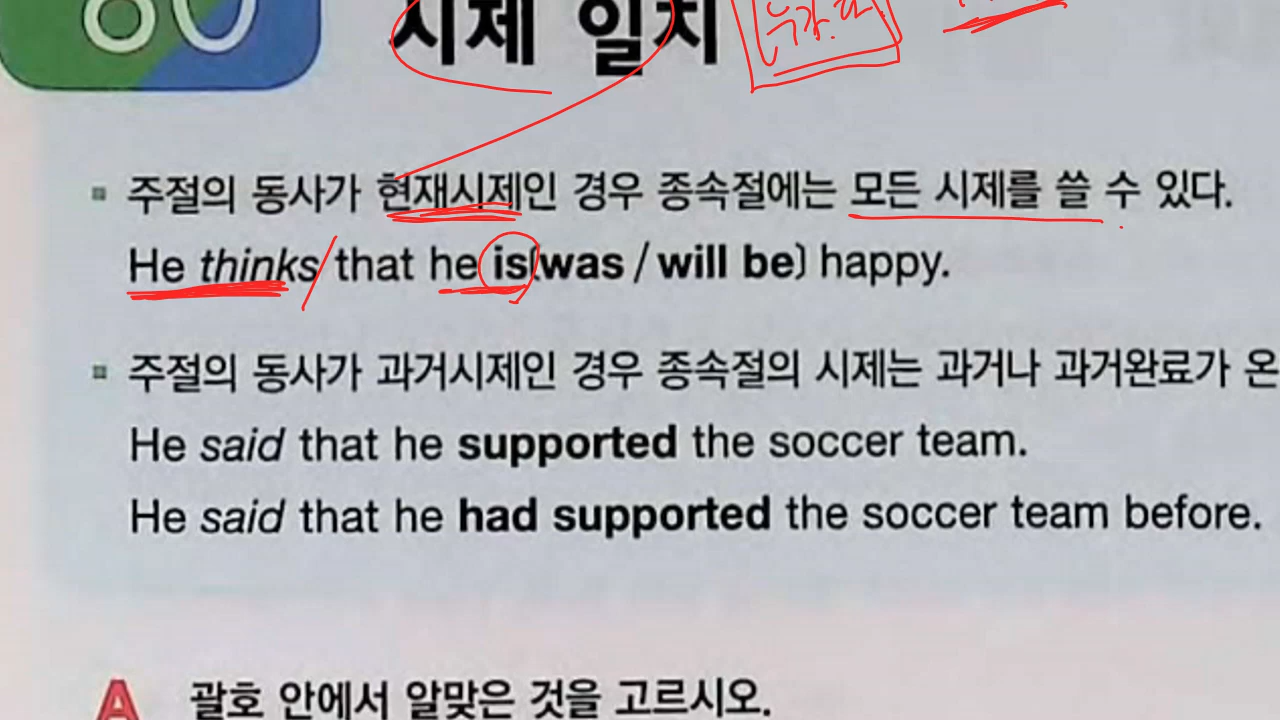 80
시제 일치
주절의 동사가 현재시제인 경우 종속절에는 모든 시제를 쓸 수 있다.
He thinks that he is(was / will be) happy.
주절의 동사가 과거시제인 경우 종속절의 시제는 과거나 과거완료가 온
He said that he supported the soccer team.
He said that he had supported the soccer team before.
A 괄호 안에서 알맞은 것을 고르시오.